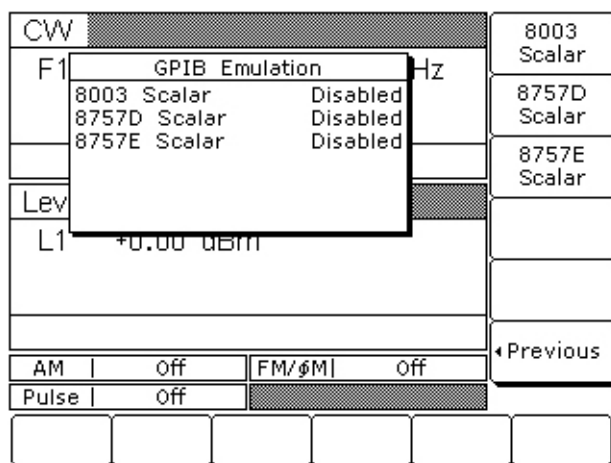 CW
F1
Hz
GPIB Emulation
8003 Scalar Disabled
8757D Scalar Disabled
8757E Scalar Disabled
Lev
L1 +0.00 dBm
AM | Off
FM/ϕM| Off
Pulse | Off
8003
Scalar
8757D
Scalar
8757E
Scalar
Previous